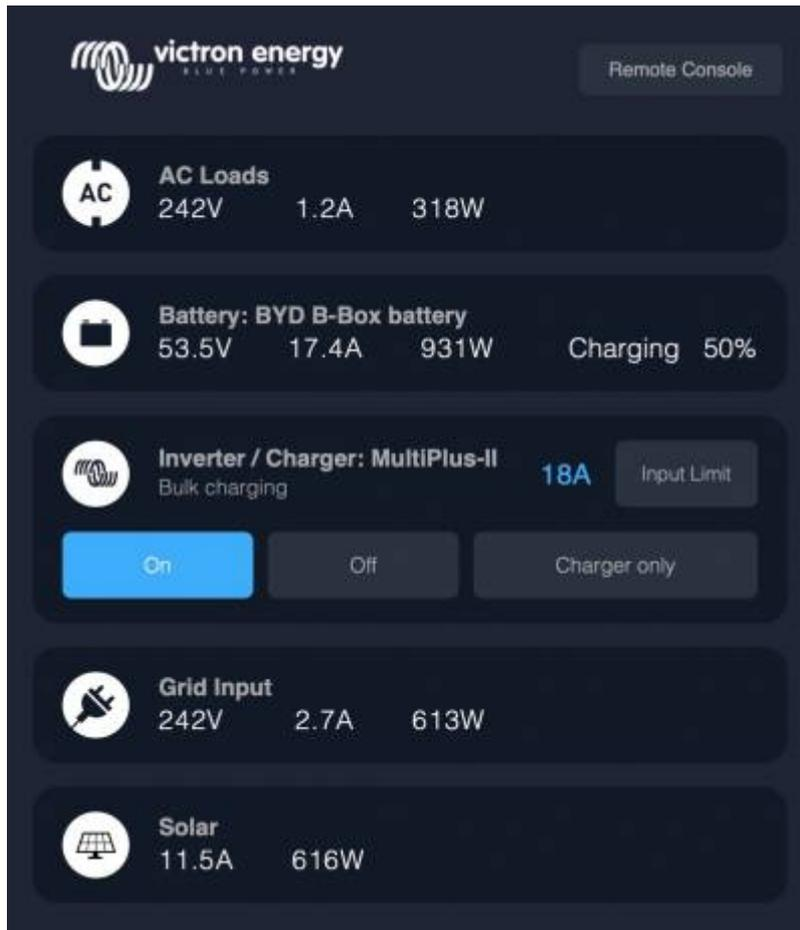 victron energy
BLUE POWER
Remote Console
AC
AC Loads
242V 1.2A 318W
Battery: BYD B-Box battery
53.5V 17.4A 931W Charging 50%
Inverter / Charger: MultiPlus-II
Bulk charging
18A
Input Limit
On Off Charger only
Grid Input
242V 2.7A 613W
Solar
11.5A 616W